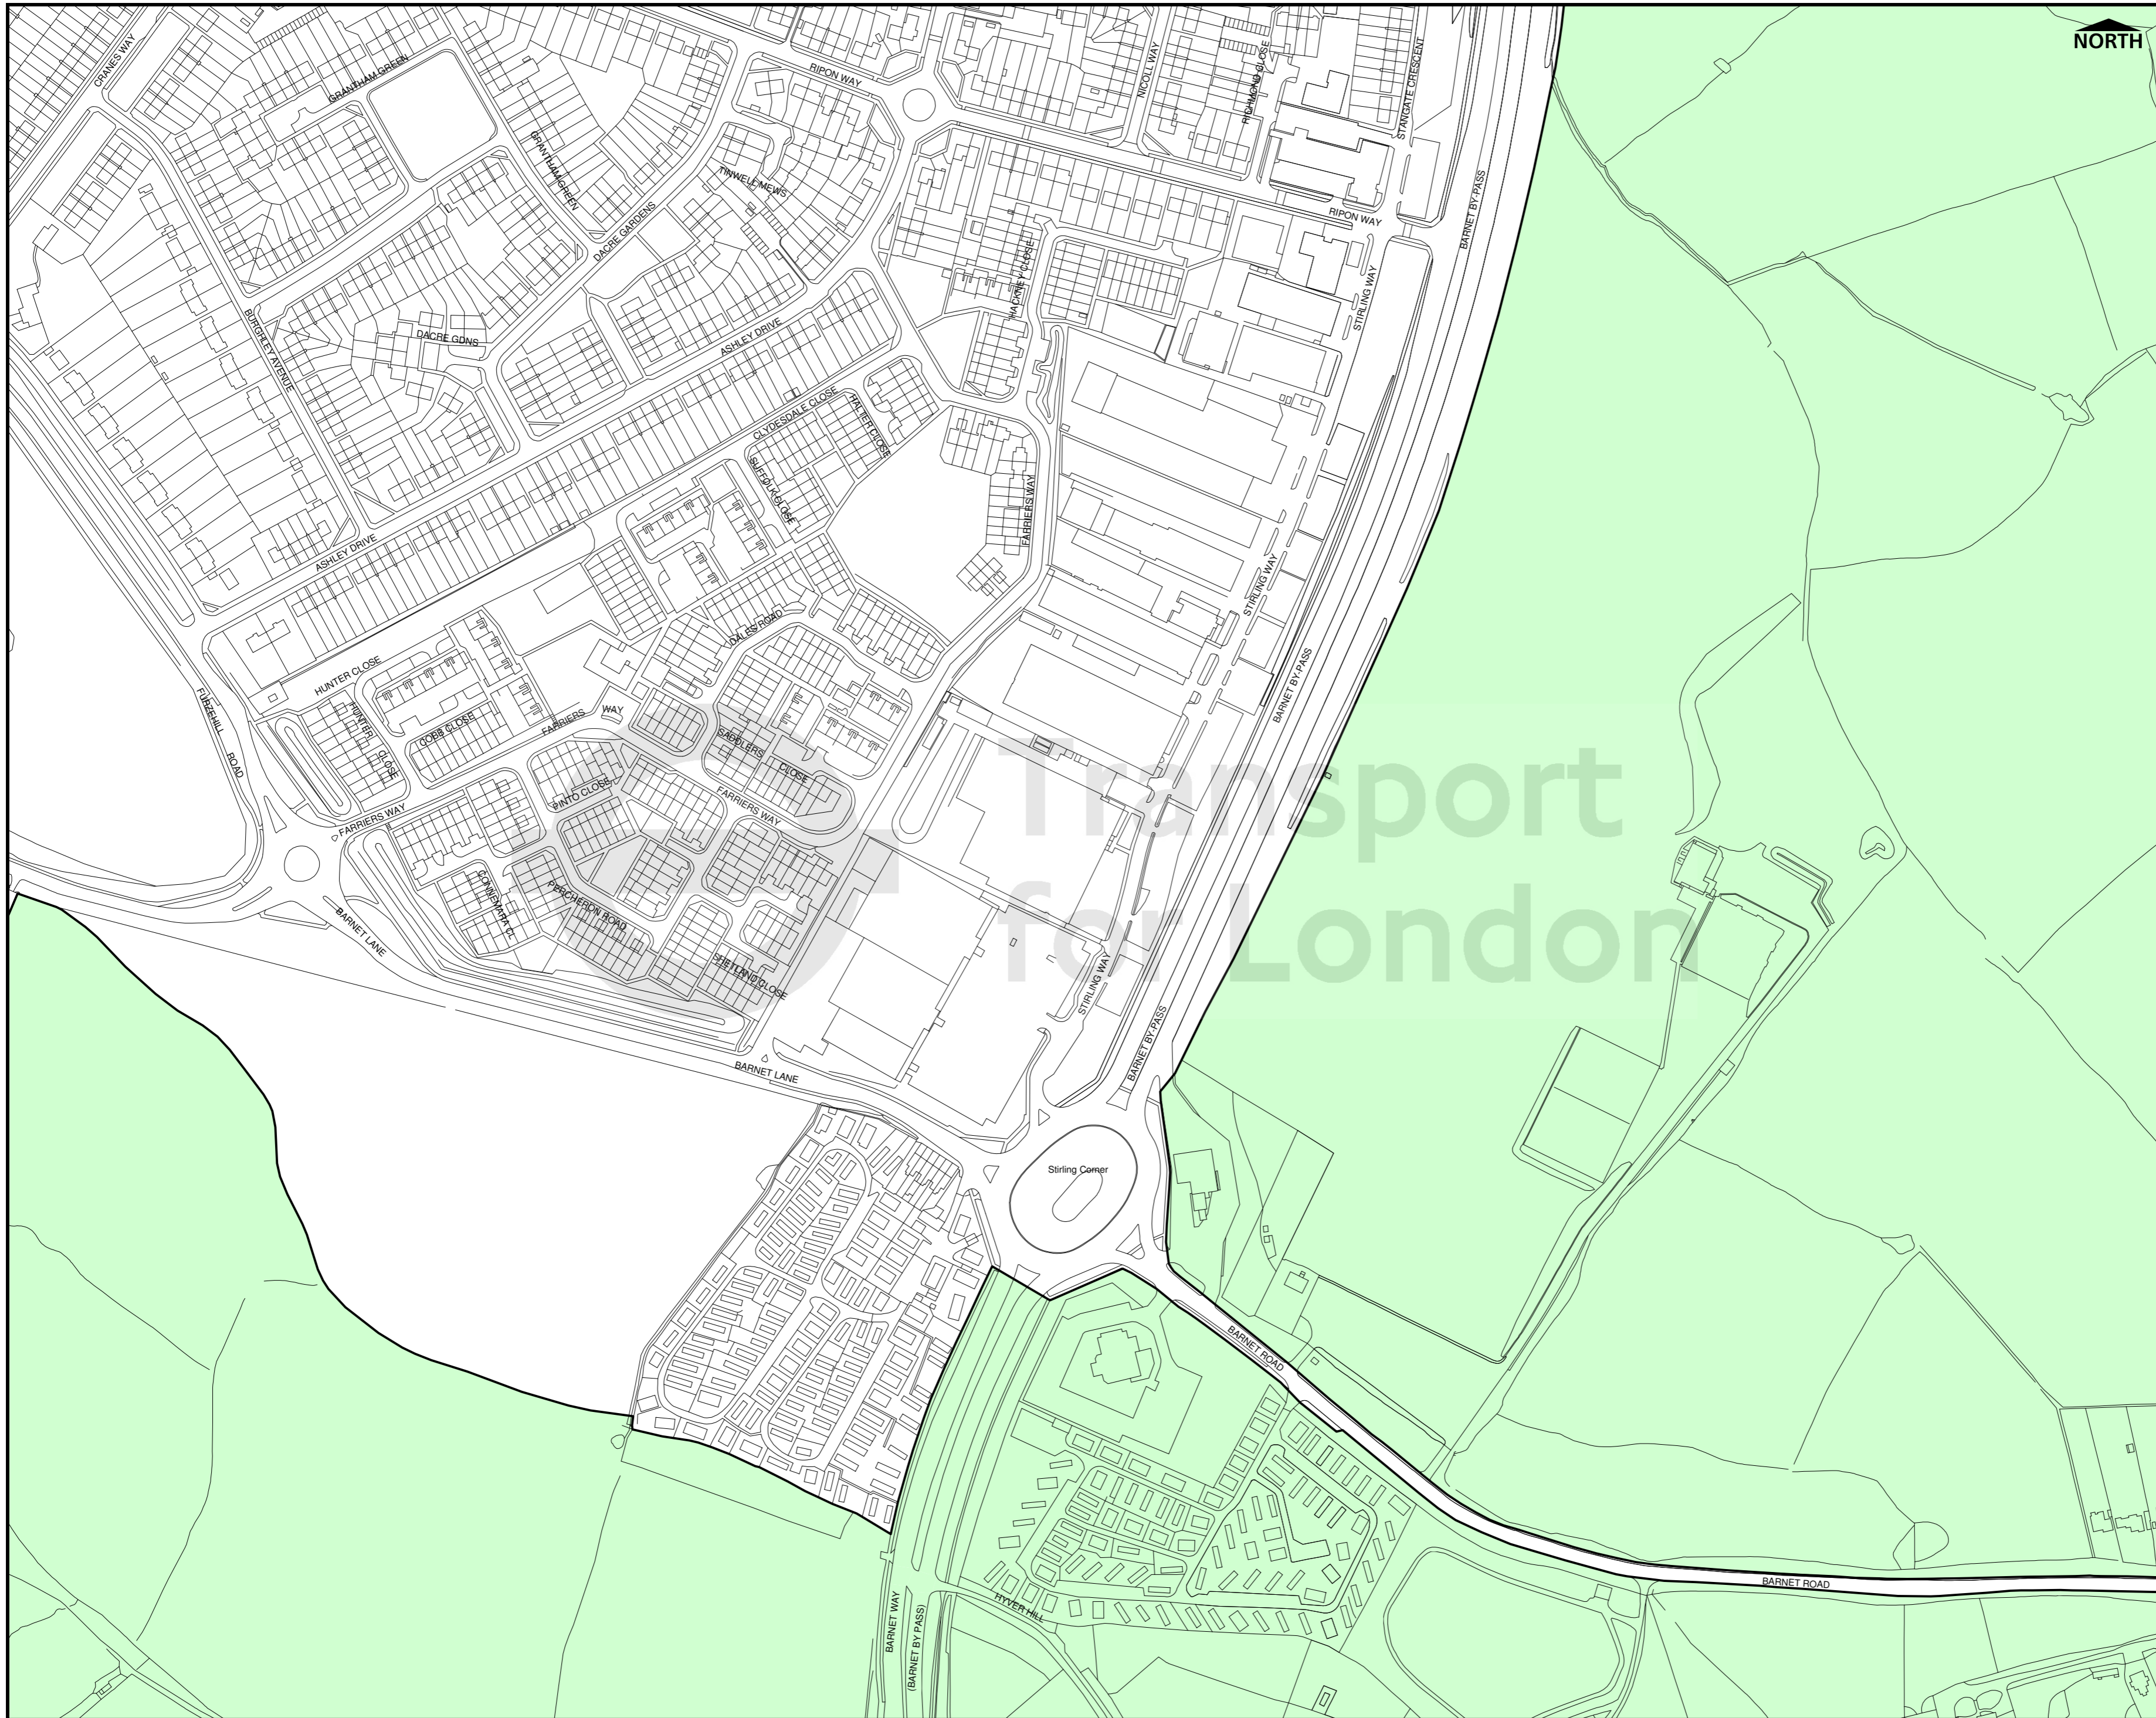 NORTH
CRANES WAY
GRANTHAM GREEN
RIPON WAY
NICOLL WAY
RICHMOND CLOSE
STANGATE CRESCENT
GRANTHAM GREEN
TINWELL MEWS
DACRE GARDENS
RIPON WAY
BARNET BY-PASS
HACKNEY CLOSE
STIRLING WAY
BURGHLEY AVENUE
DACRE GDNS
ASHLEY DRIVE
CLYDESDALE CLOSE
HALTER CLOSE
SUFFOLK CLOSE
FARRIERS WAY
ASHLEY DRIVE
STIRLING WAY
DALES ROAD
HUNTER CLOSE
BARNET BY-PASS
FURZEHILL ROAD
HUNTER CLOSE
COBB CLOSE
FARRIERS WAY
SADDLERS CLOSE
PINTO CLOSE
FARRIERS WAY
FARRIERS WAY
Transport
for London
CONNEMARA CL
PERCHERON ROAD
BARNET LANE
SHETLAND CLOSE
STIRLING WAY
BARNET BY-PASS
BARNET LANE
Stirling Corner
BARNET ROAD
BARNET ROAD
HYVER HILL
BARNET WAY
(BARNET BY PASS)